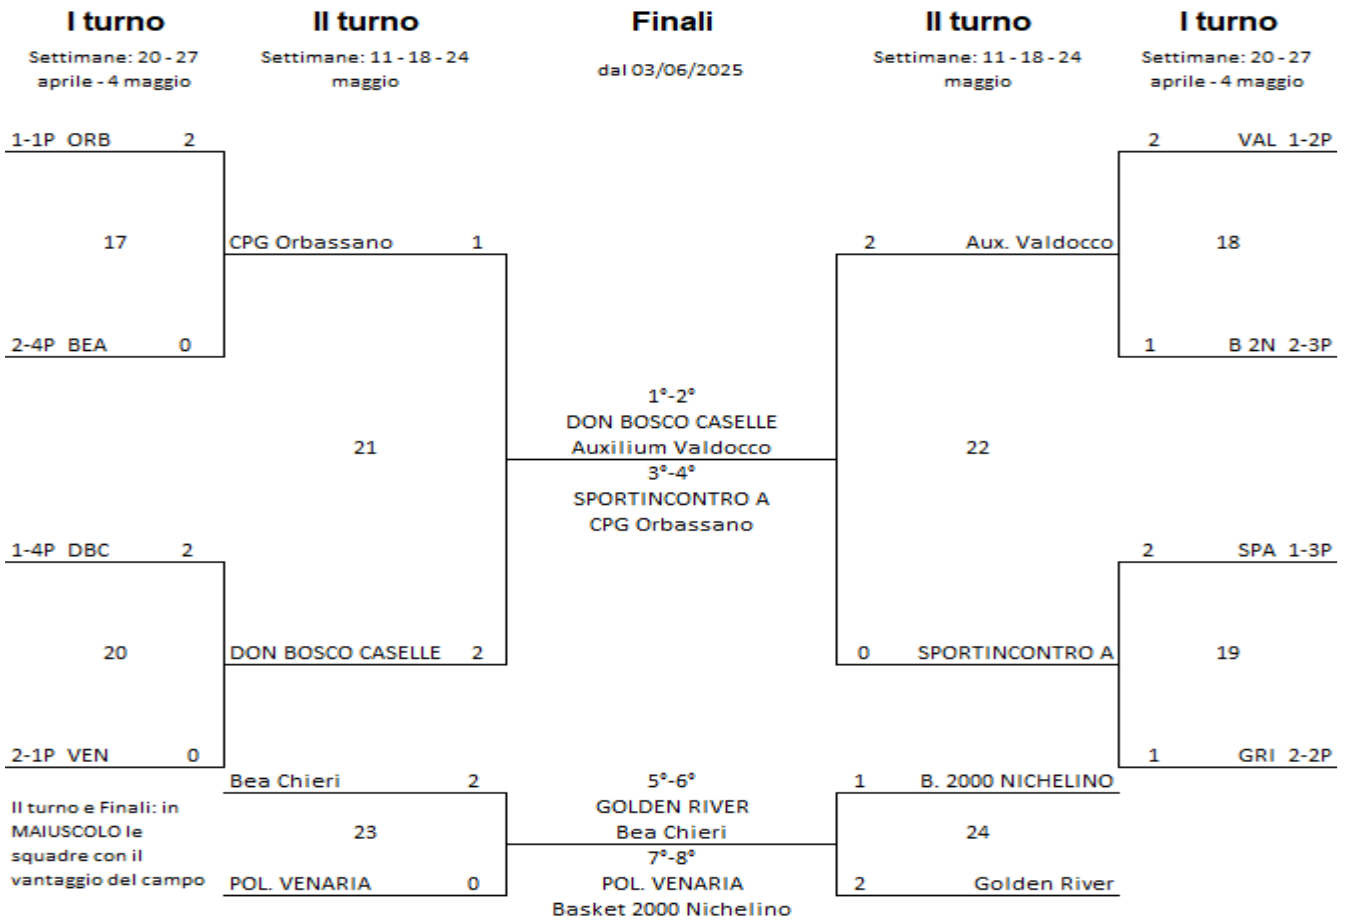 I turno
II turno
Finali
II turno
I turno
Settimane: 20 - 27
aprile - 4 maggio
Settimane: 11 - 18 - 24
maggio
dal 03/06/2025
Settimane: 11 - 18 - 24
maggio
Settimane: 20 - 27
aprile - 4 maggio
1-1P ORB 2
2 VAL 1-2P
17
CPG Orbassano 1
2 Aux. Valdocco
18
2-4P BEA 0
1 B 2N 2-3P
1°-2°
DON BOSCO CASELLE
Auxilium Valdocco
21
22
3°-4°
SPORTINCONTRO A
CPG Orbassano
1-4P DBC 2
2 SPA 1-3P
20
DON BOSCO CASELLE 2
0 SPORTINCONTRO A
19
2-1P VEN 0
1 GRI 2-2P
Bea Chieri 2
5°-6°
1 B. 2000 NICHELINO
II turno e Finali: in
MAIUSCOLO le
squadre con il
vantaggio del campo
GOLDEN RIVER
Bea Chieri
23
24
7°-8°
POL. VENARIA 0
POL. VENARIA
2 Golden River
Basket 2000 Nichelino